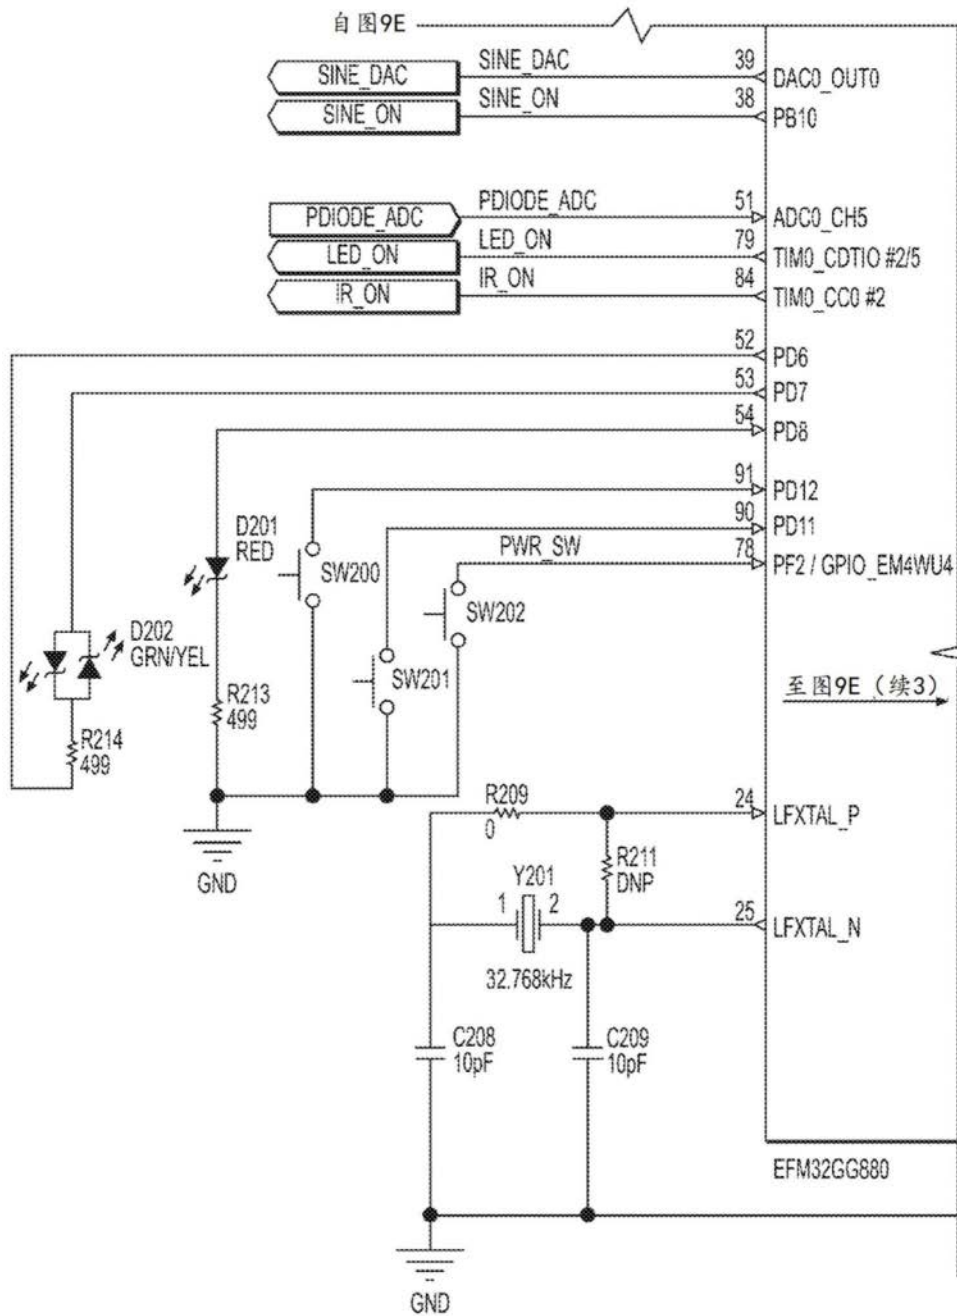 自图9E
SINE_DAC SINE_DAC 39 DAC0_OUT0
SINE_ON SINE_ON 38 PB10
PDIODE_ADC PDIODE_ADC 51 ADC0_CH5
LED_ON LED_ON 79 TIM0_CDTIO #2/5
IR_ON IR_ON 84 TIM0_CC0 #2
52 PD6
53 PD7
54 PD8
91 PD12
90 PD11
PWR_SW 78 PF2 / GPIO_EM4WU4
D201
RED
SW200
SW202
D202
GRN/YEL
SW201
R213
499
至图9E（续3）
R214
499
R209
0
24 LFXTAL_P
GND
R211
DNP
Y201
1 2
25 LFXTAL_N
32.768kHz
C208
10pF
C209
10pF
EFM32GG880
GND